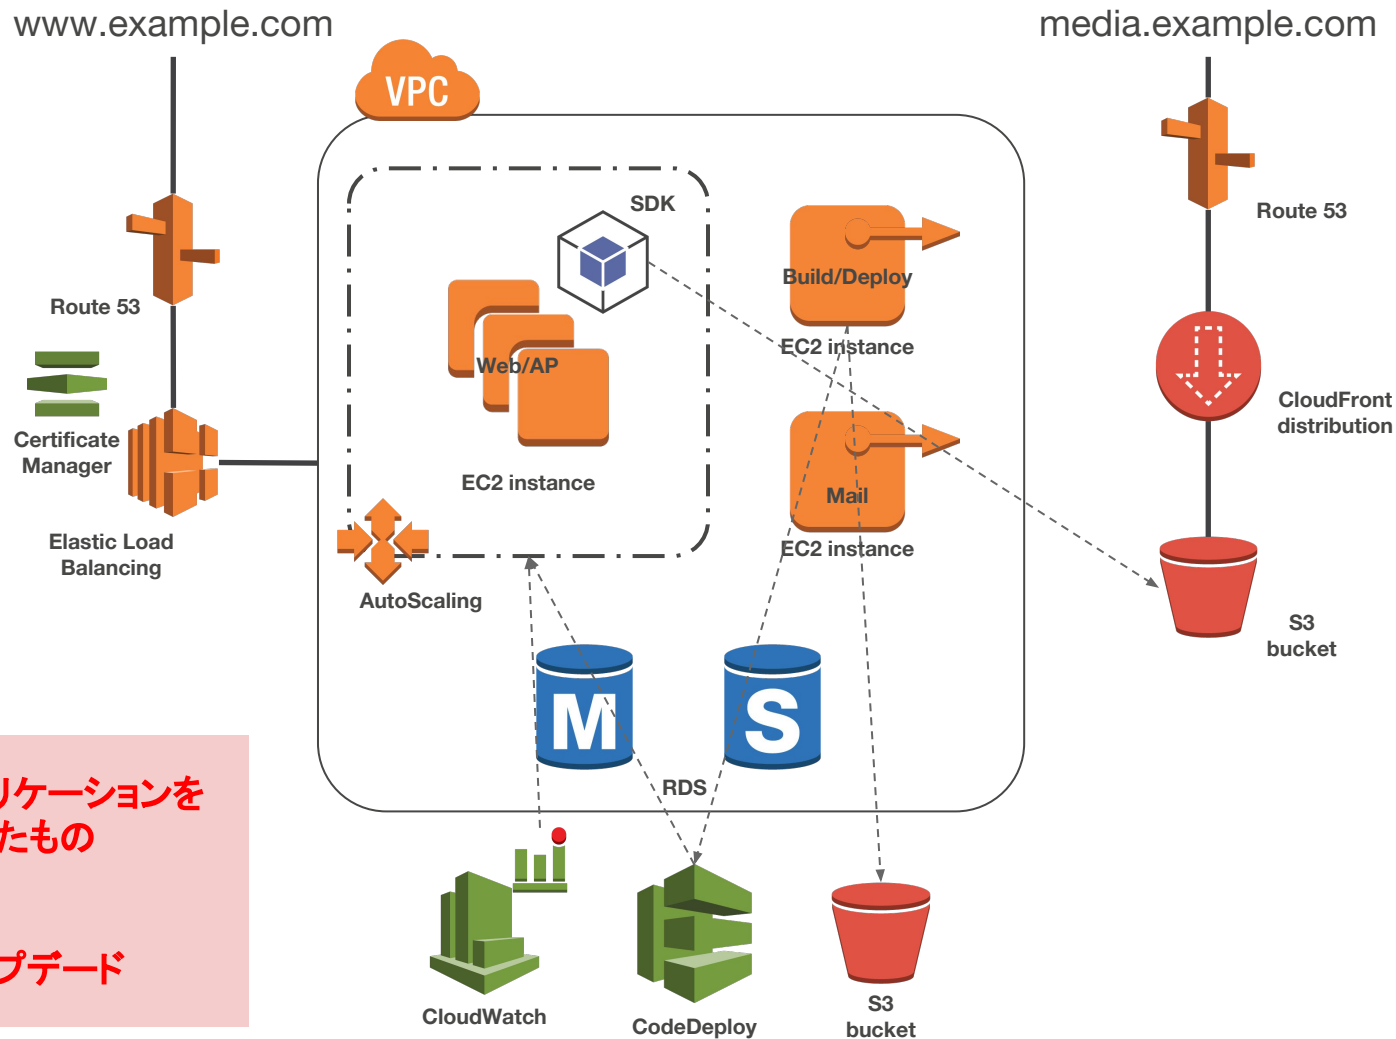 www.example.com
media.example.com
VPC
SDK
Route 53
Build/Deploy
Route 53
EC2 instance
Web/AP
CloudFront
distribution
Certificate
Manager
EC2 instance
Mail
Elastic Load
Balancing
EC2 instance
AutoScaling
S3
bucket
M
S
RDS
リケーションを
たもの
プデード
CloudWatch
CodeDeploy
S3
bucket